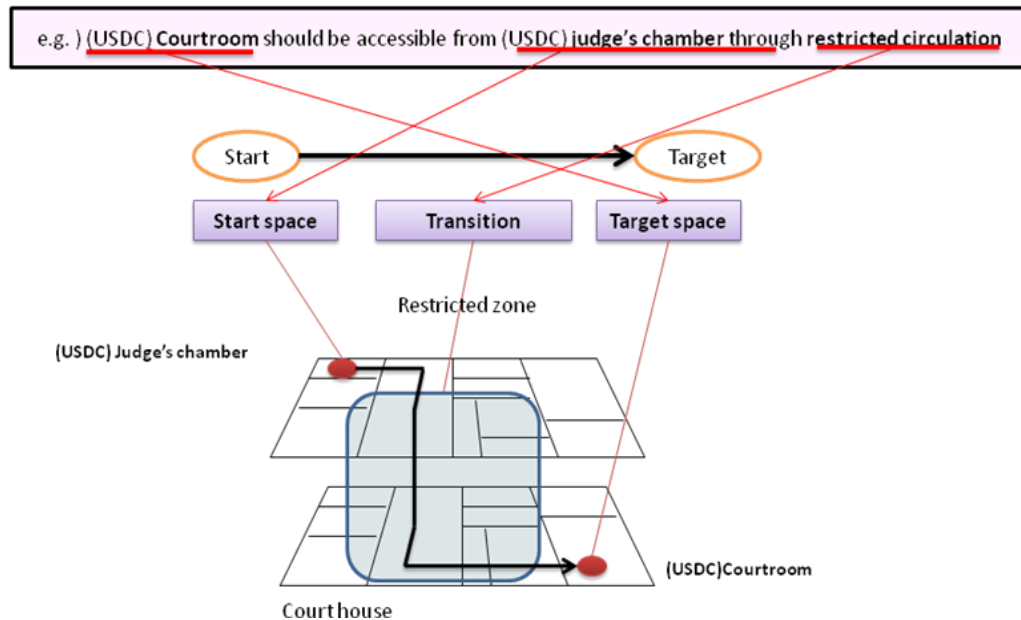 e.g. ) (USDC) Courtroom should be accessible from (USDC) judge's chamber through restricted circulation
Start
Target
Start space
Transition
Target space
Restricted zone
(USDC) Judge's chamber
(USDC)Courtroom
Court house